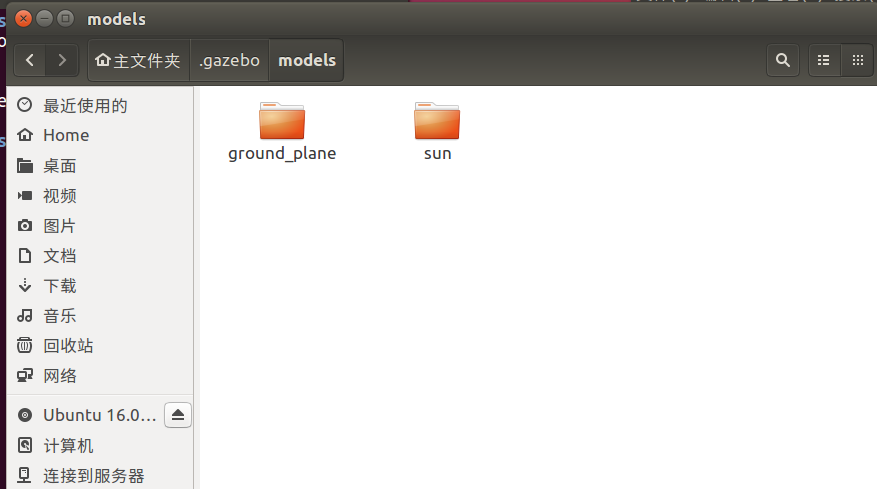 models
主文件夹 .gazebo models
最近使用的
Home
桌面
视频
图片
文档
下载
音乐
回收站
网络
Ubuntu 16.0...
计算机
连接到服务器
ground_plane
sun